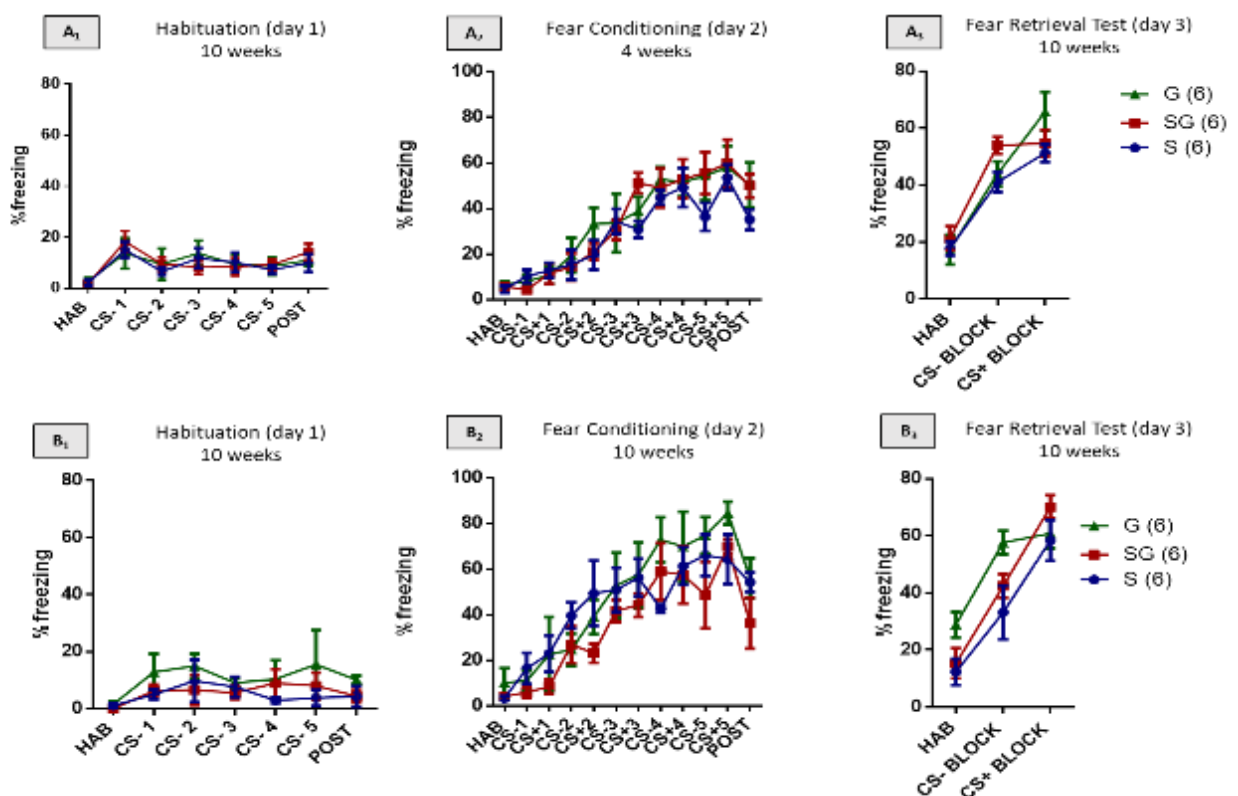 A₁
Habituation (day 1)
10 weeks
% freezing
80
60
40
20
0
HAB
CS- 1
CS- 2
CS- 3
CS- 4
CS- 5
POST
A₂
Fear Conditioning (day 2)
4 weeks
% freezing
100
80
60
40
20
0
HAB
CS-1
CS+1
CS-2
CS+2
CS-3
CS+3
CS-4
CS+4
CS-5
CS+5
POST
A₃
Fear Retrieval Test (day 3)
10 weeks
% freezing
80
60
40
20
0
HAB
CS- BLOCK
CS+ BLOCK
G (6)
SG (6)
S (6)
B₁
Habituation (day 1)
10 weeks
% freezing
80
60
40
20
0
HAB
CS- 1
CS- 2
CS- 3
CS- 4
CS- 5
POST
B₂
Fear Conditioning (day 2)
10 weeks
% freezing
100
80
60
40
20
0
HAB
CS-1
CS+1
CS-2
CS+2
CS-3
CS+3
CS-4
CS+4
CS-5
CS+5
POST
B₃
Fear Retrieval Test (day 3)
10 weeks
% freezing
80
60
40
20
0
HAB
CS- BLOCK
CS+ BLOCK
G (6)
SG (6)
S (6)